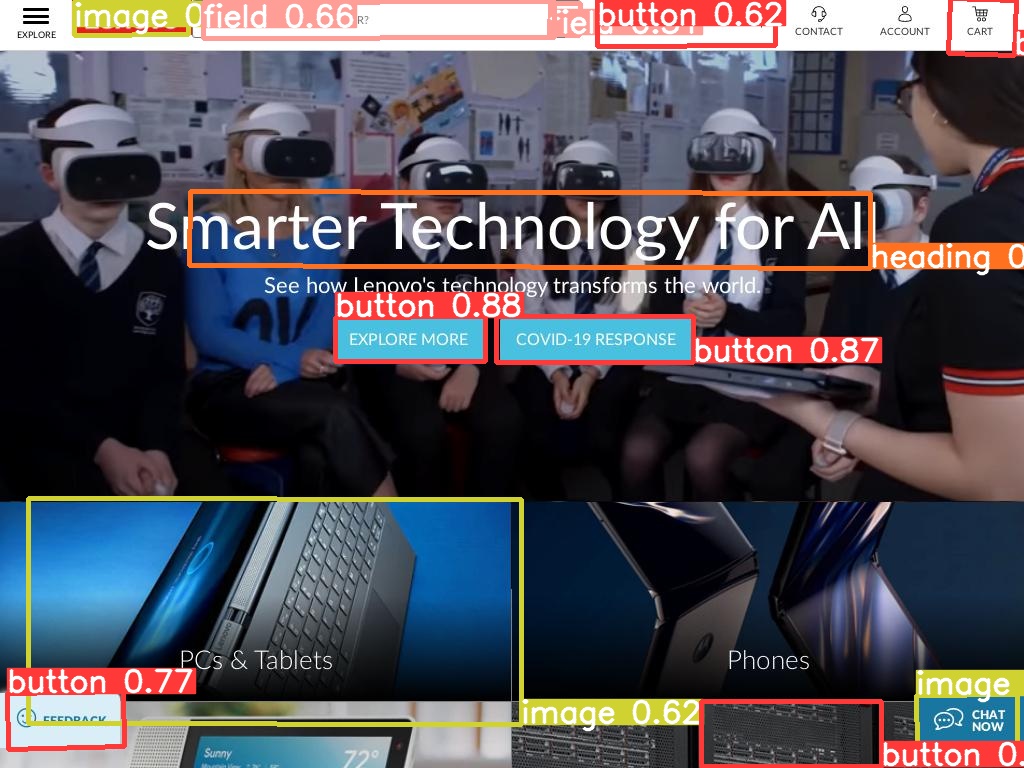 image 0
field 0.66
R?
button 0.62
EXPLORE
CONTACT
ACCOUNT
CART
Smarter Technology for All
heading 0
See how Lenovo's technology transforms the world.
button 0.88
EXPLORE MORE
COVID-19 RESPONSE
button 0.87
LENOVO
PCs & Tablets
Phones
button 0.77
image
FEEDBACK
image 0.62
CHAT
NOW
Sunny
72°
button 0.